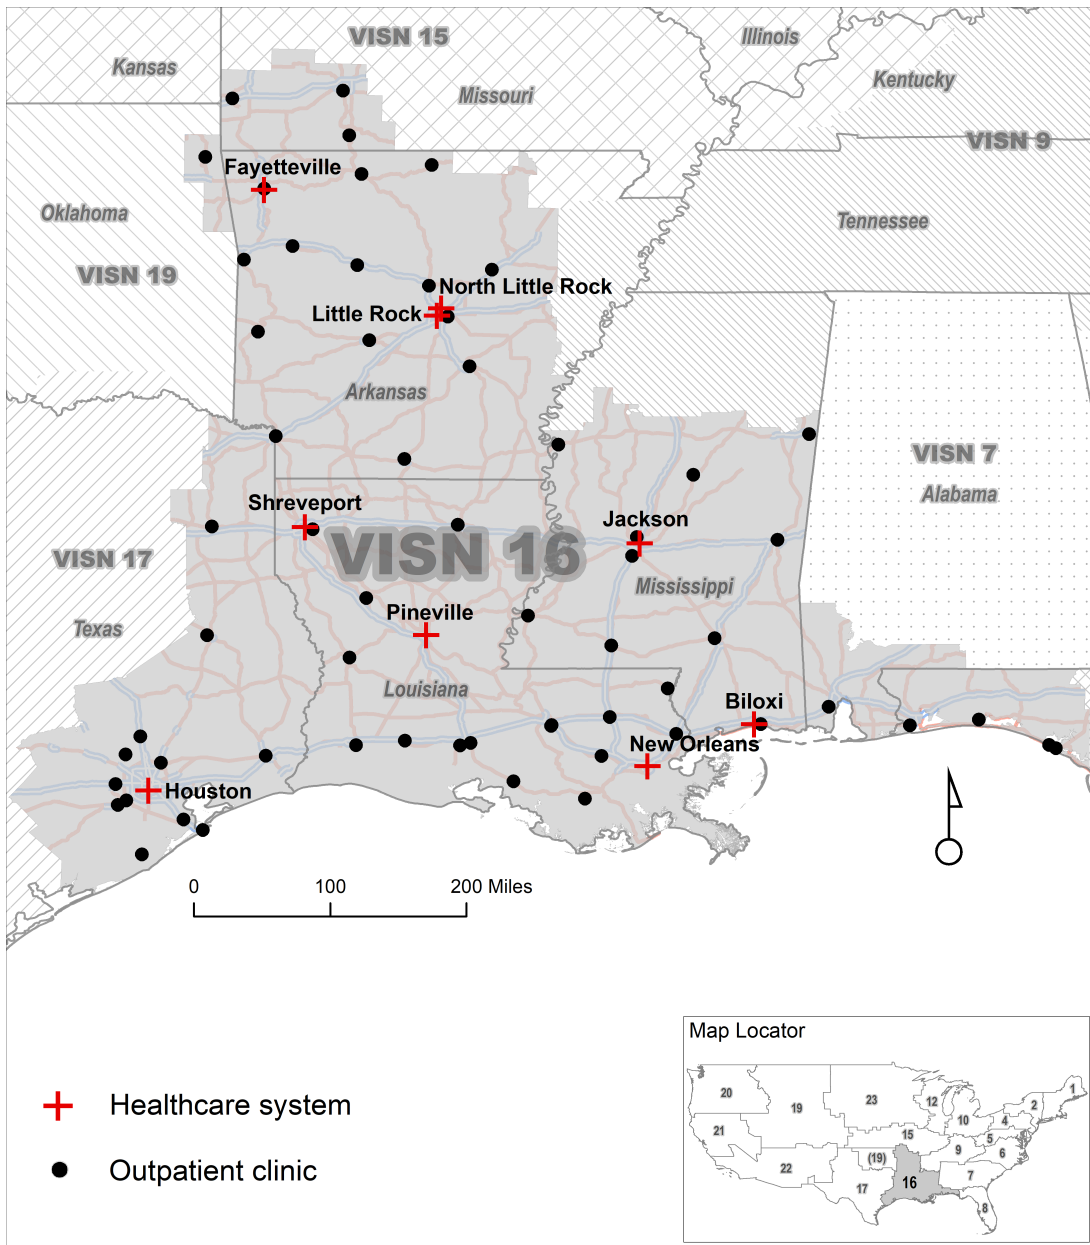 VISN 15
Illinois
Kansas
Missouri
Kentucky
VISN 9
Fayetteville
Oklahoma
Tennessee
VISN 19
North Little Rock
Little Rock
Arkansas
VISN 7
Alabama
Shreveport
Jackson
VISN 16
VISN 17
Mississippi
Pineville
Texas
Louisiana
Biloxi
New Orleans
Houston
0 100 200 Miles
Map Locator
1
20
19
23
12
2
10
4
21
15
5
9
6
(19)
22
7
17
16
8
Healthcare system
Outpatient clinic